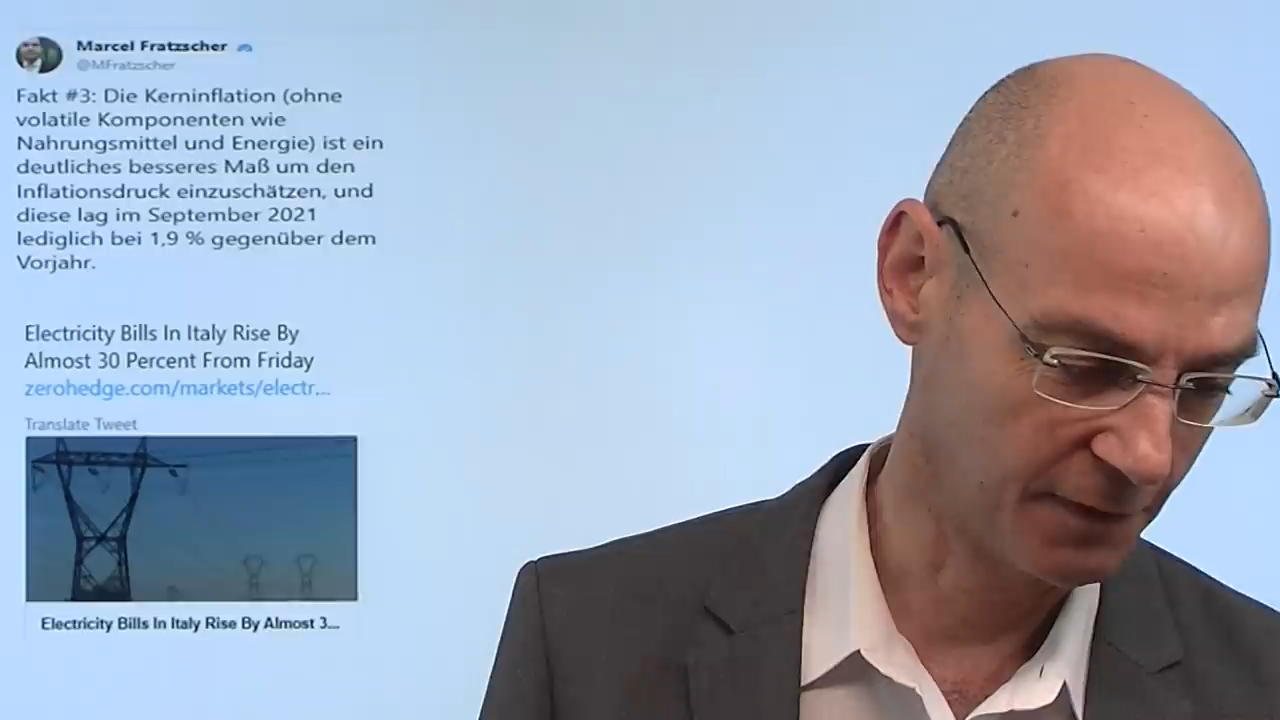 Marcel Fratzscher
@MFratzscher
Fakt #3: Die Kerninflation (ohne
volatile Komponenten wie
Nahrungsmittel und Energie) ist ein
deutliches besseres Maß um den
Inflationsdruck einzuschätzen, und
diese lag im September 2021
lediglich bei 1,9 % gegenüber dem
Vorjahr.
Electricity Bills In Italy Rise By
Almost 30 Percent From Friday
zerohedge.com/markets/electr...
Translate Tweet
Electricity Bills In Italy Rise By Almost 3...